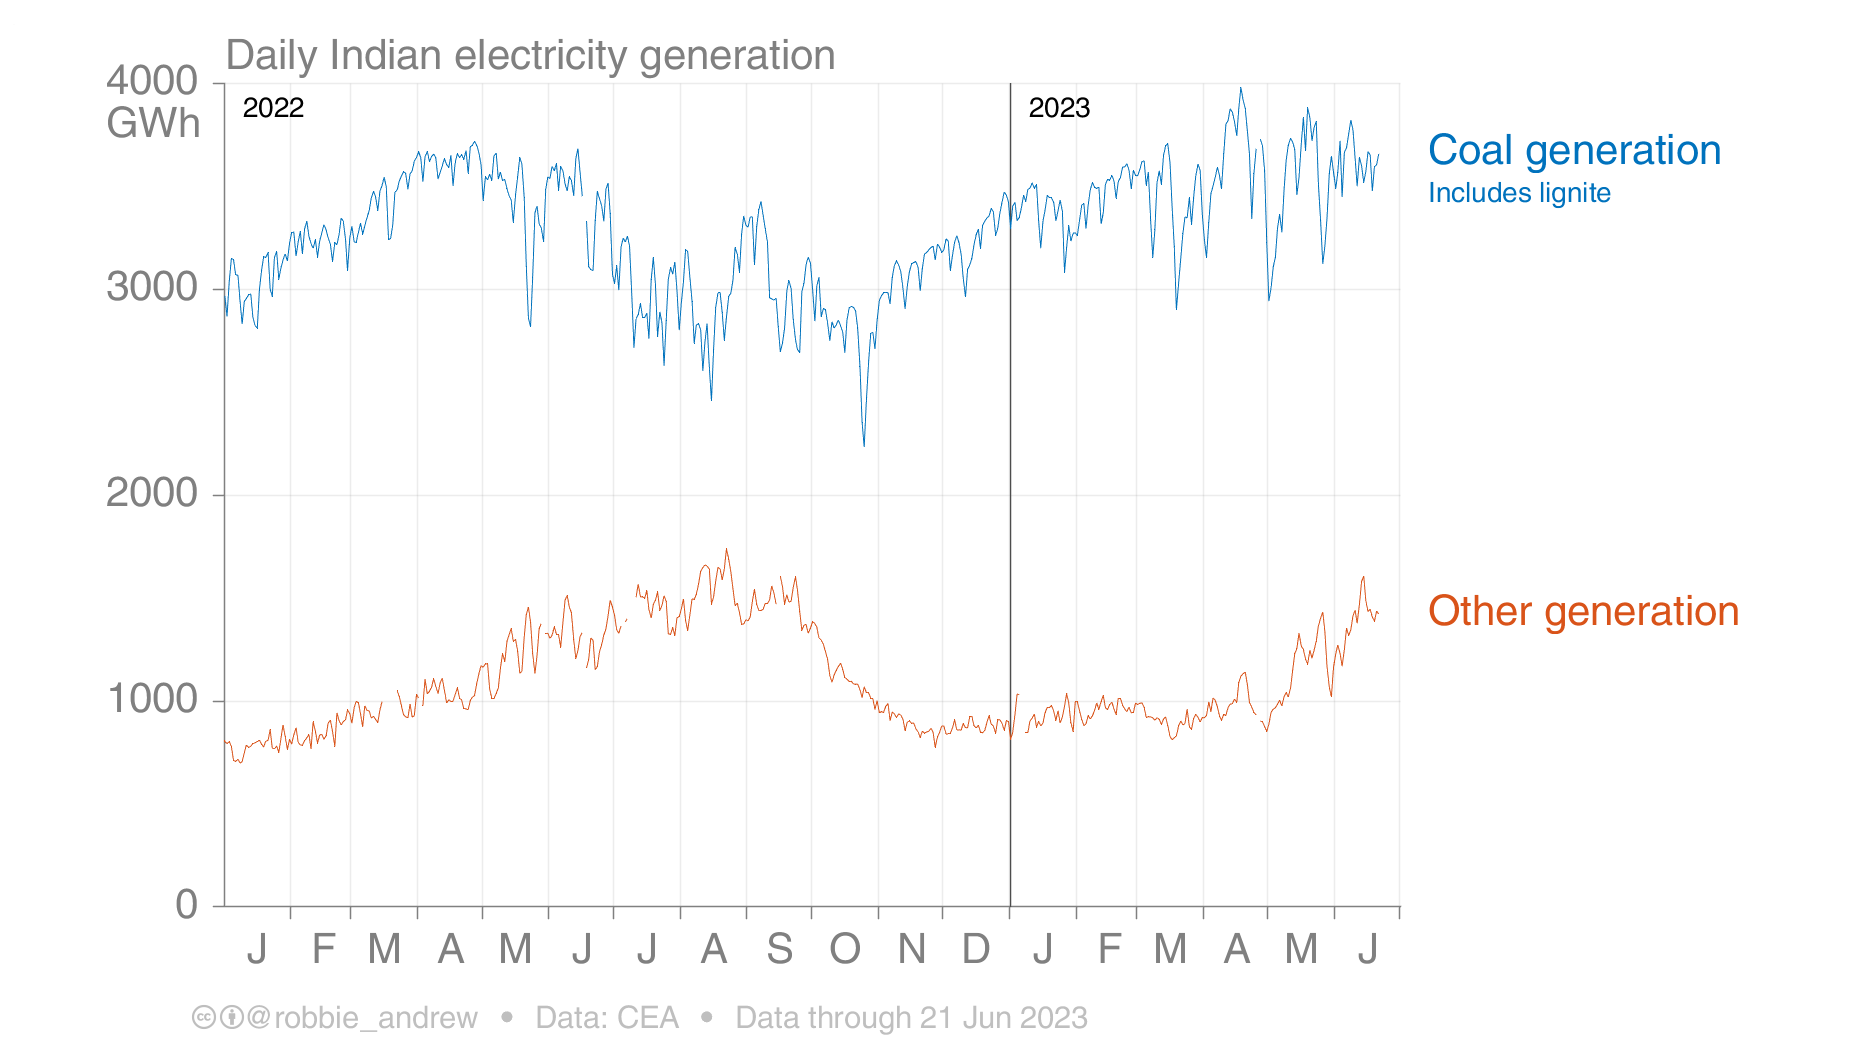 Daily Indian electricity generation
4000
GWh
2022
2023
Coal generation
Includes lignite
3000
2000
Other generation
1000
0
J F M A M J J A S O N D J F M A M J
cc @robbie_andrew • Data: CEA • Data through 21 Jun 2023